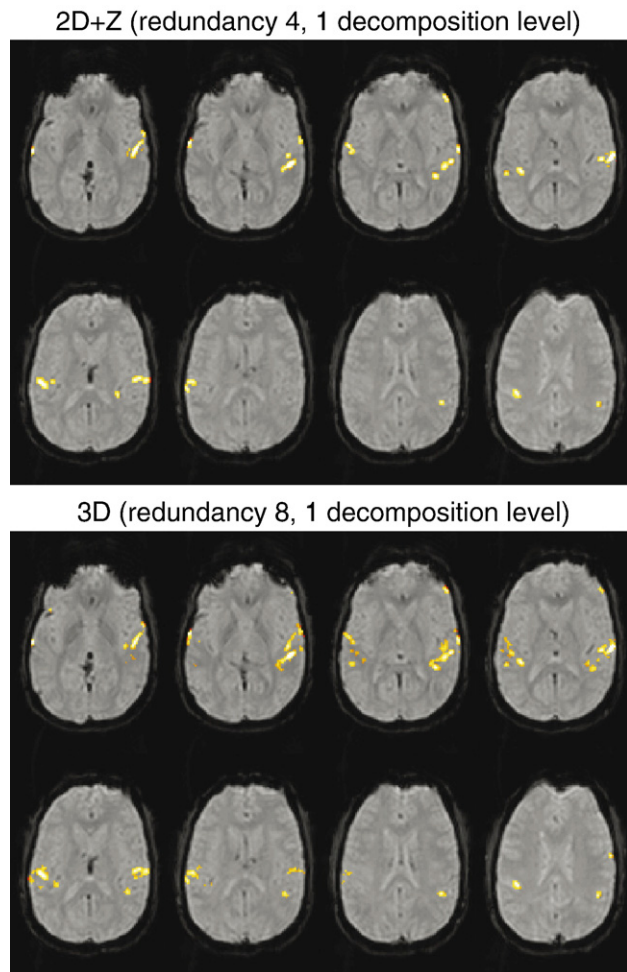 2D+Z (redundancy 4, 1 decomposition level)
3D (redundancy 8, 1 decomposition level)